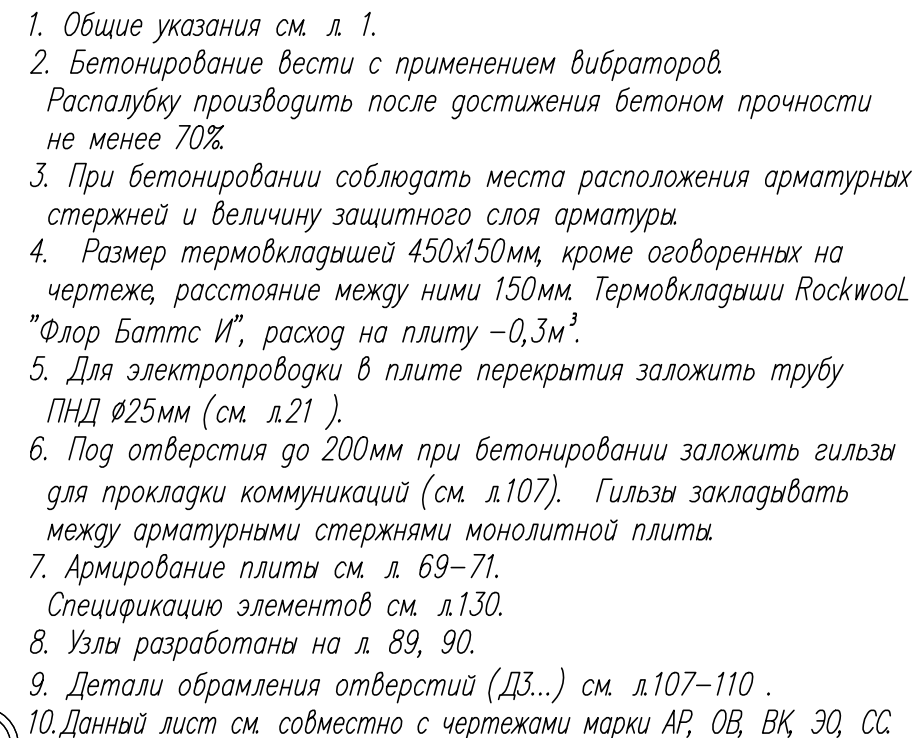 1. Общие указания см. л. 1.
2. Бетонирование вести с применением вибраторов.
Распалубку производить после достижения бетоном прочности
не менее 70%.
3. При бетонировании соблюдать места расположения арматурных
стержней и величину защитного слоя арматуры.
4. Размер термовкладышей 450х150мм, кроме оговоренных на
чертеже, расстояние между ними 150мм. Термовкладыши RockwooL
"Флор Баттс И", расход на плиту –0,3м³.
5. Для электропроводки в плите перекрытия заложить трубу
ПНД ø25мм (см. л.21 ).
6. Под отверстия до 200мм при бетонировании заложить гильзы
для прокладки коммуникаций (см. л.107). Гильзы закладывать
между арматурными стержнями монолитной плиты.
7. Армирование плиты см. л. 69–71.
Спецификацию элементов см. л.130.
8. Узлы разработаны на л. 89, 90.
9. Детали обрамления отверстий (Д3...) см. л.107–110 .
10.Данный лист см. совместно с чертежами марки АР, ОВ, ВК, ЭО, СС.